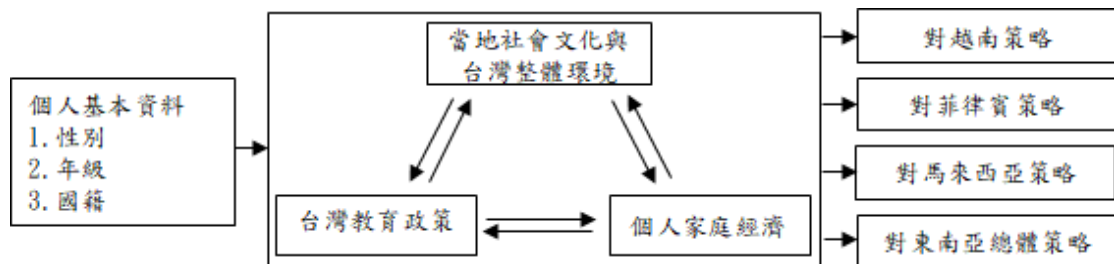 個人基本資料
1.性別
2.年級
3.國籍
當地社會文化與
台灣整體環境
台灣教育政策
個人家庭經濟
對越南策略
對菲律賓策略
對馬來西亞策略
對東南亞總體策略